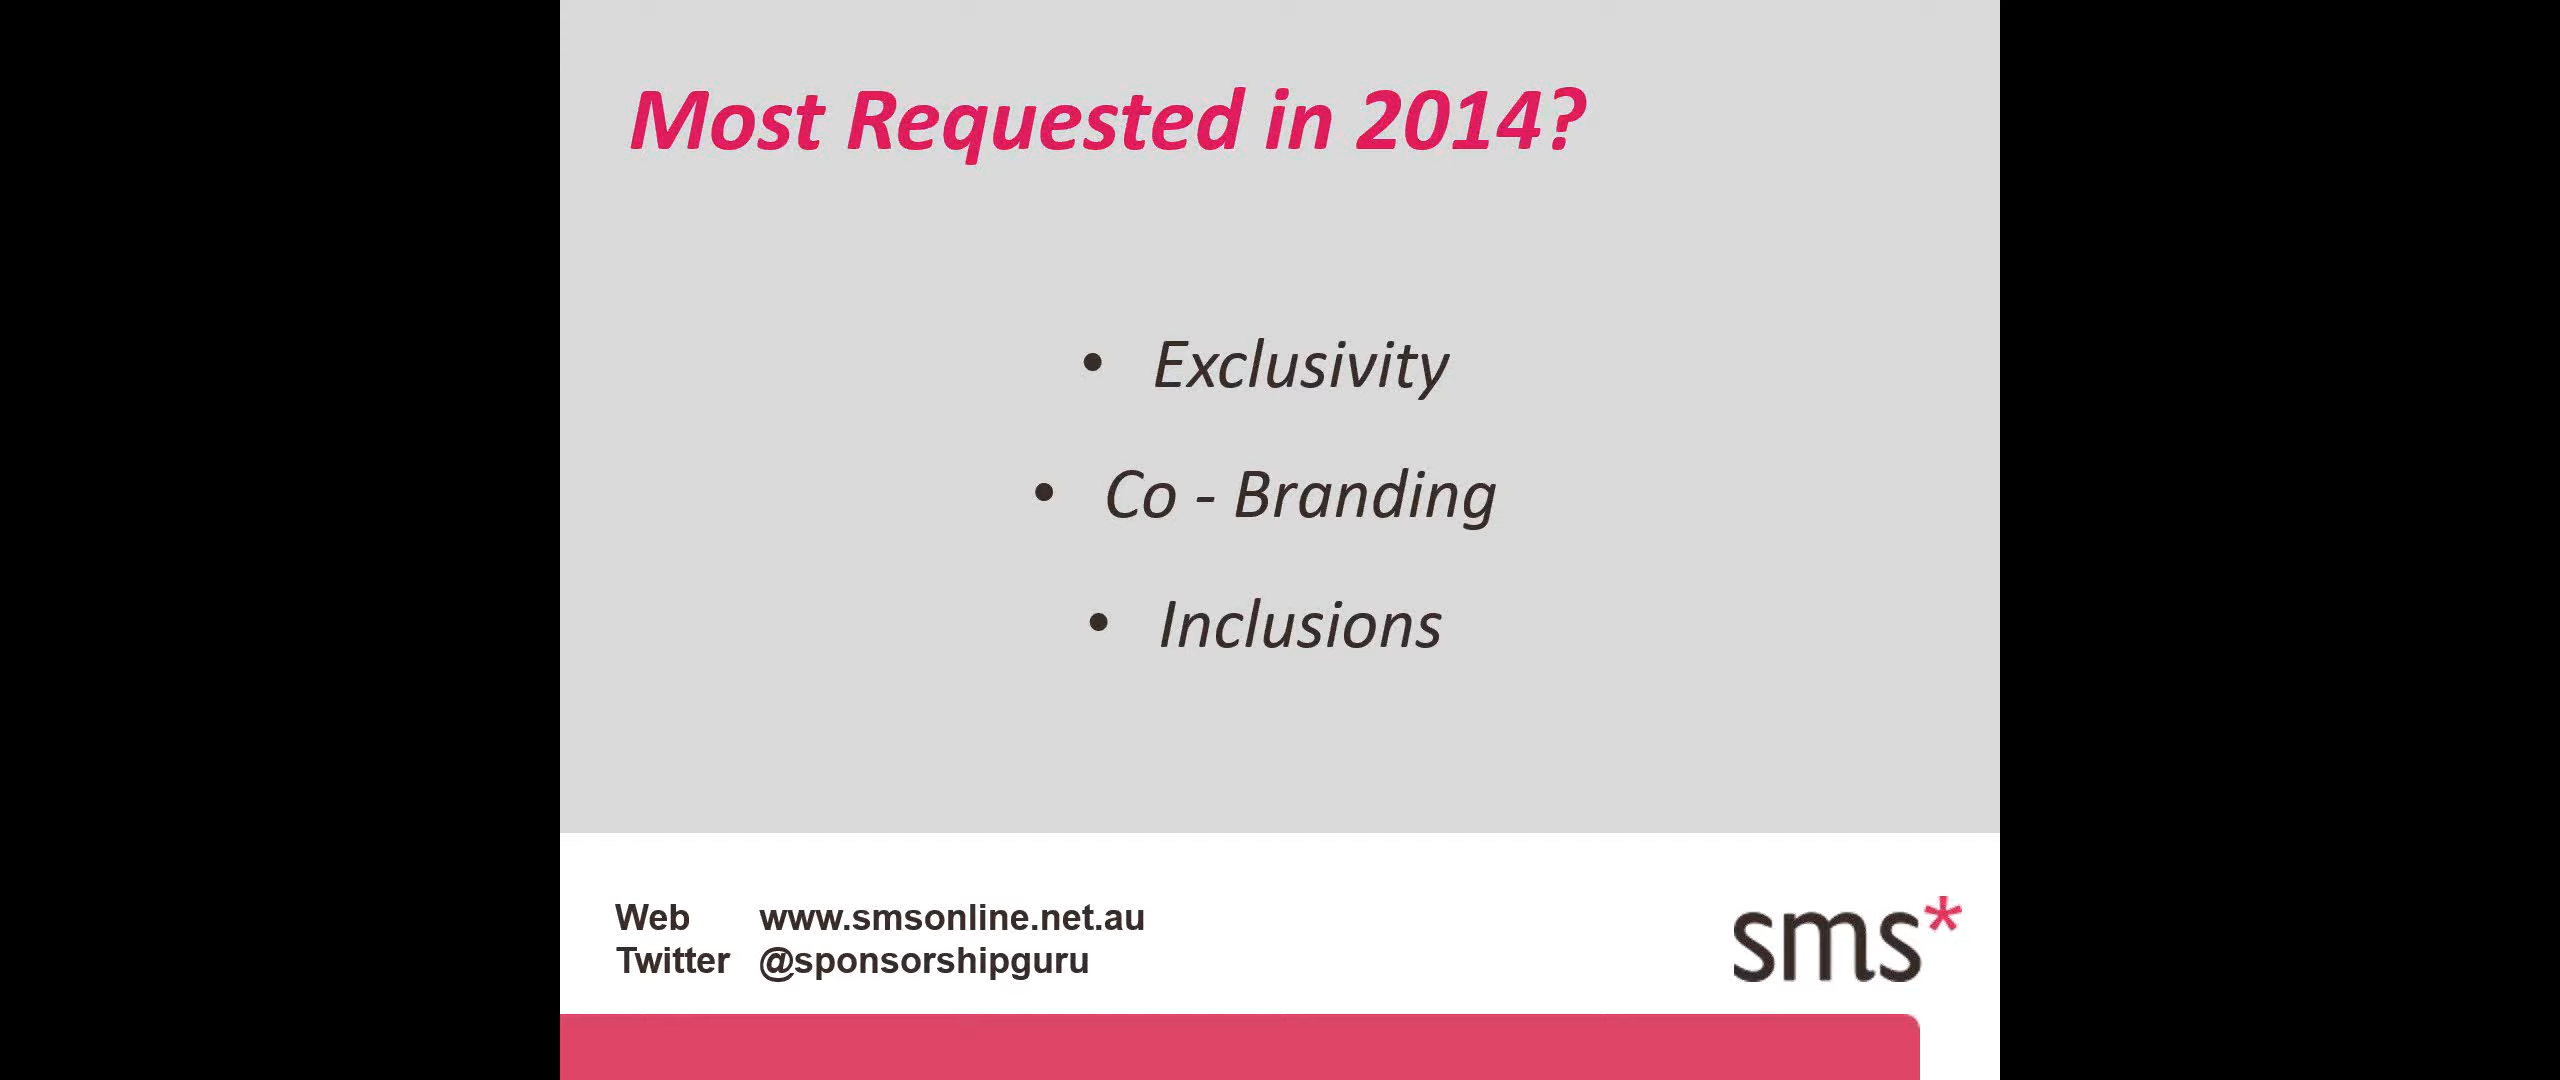 Most Requested in 2014?
• Exclusivity
• Co - Branding
• Inclusions
Web www.smsonline.net.au
Twitter @sponsorshipguru
sms*